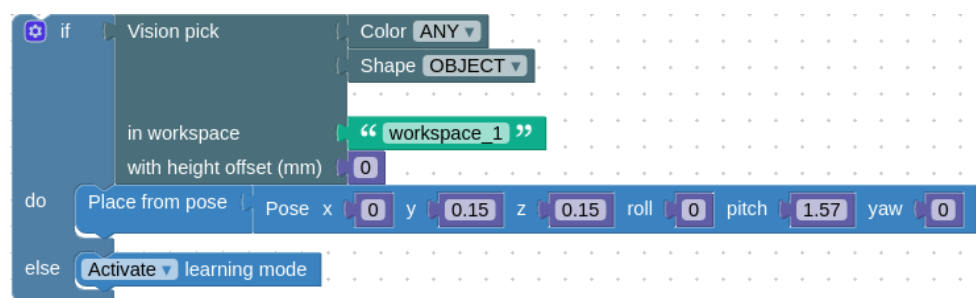 if Vision pick Color ANY ▾
Shape OBJECT ▾
in workspace “ workspace_1 ”
with height offset (mm) 0
do Place from pose Pose x 0 y 0.15 z 0.15 roll 0 pitch 1.57 yaw 0
else Activate ▾ learning mode